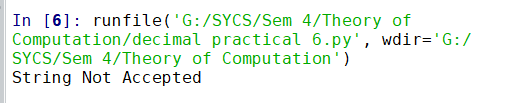 In [6]: runfile('G:/SYCS/Sem 4/Theory of
Computation/decimal practical 6.py', wdir='G:/
SYCS/Sem 4/Theory of Computation')
String Not Accepted